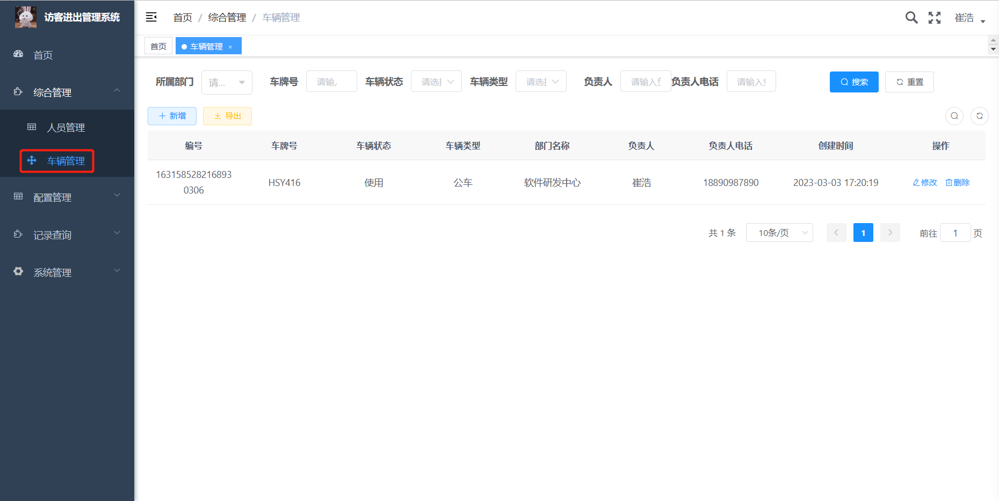 访客进出管理系统
首页 / 综合管理 / 车辆管理
崔浩
首页
车辆管理 ×
首页
综合管理
人员管理
车辆管理
配置管理
记录查询
系统管理
所属部门 请... 车牌号 请输 车辆状态 请选 车辆类型 请选 负责人 请输入 负责人电话 请输入 搜索 重置
新增 导出
编号 车牌号 车辆状态 车辆类型 部门名称 负责人 负责人电话 创建时间 操作
163158528216893
0306
HSY416 使用 公车 软件研发中心 崔浩 18890987890 2023-03-03 17:20:19 修改 删除
共 1 条 10条/页 1 前往 1 页